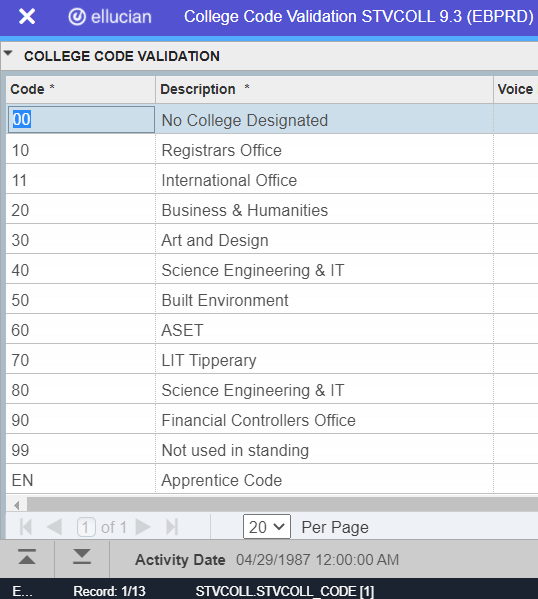 ellucian College Code Validation STVCOLL 9.3 (EBPRD)
COLLEGE CODE VALIDATION
Code * Description * Voice
00 No College Designated
10 Registrars Office
11 International Office
20 Business & Humanities
30 Art and Design
40 Science Engineering & IT
50 Built Environment
60 ASET
70 LIT Tipperary
80 Science Engineering & IT
90 Financial Controllers Office
99 Not used in standing
EN Apprentice Code
1 of 1 20 Per Page
Activity Date 04/29/1987 12:00:00 AM
E... Record: 1/13 STVCOLL.STVCOLL_CODE [1]